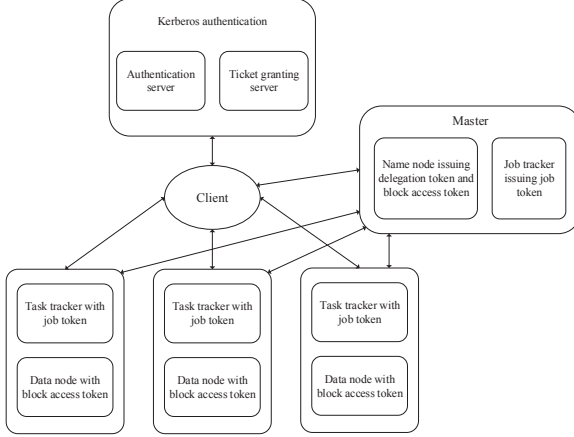 Kerberos authentication
Authentication
server
Ticket granting
server
Master
Name node issuing
delegation token and
block access token
Job tracker
issuing job
token
Client
Task tracker with
job token
Data node with
block access token
Task tracker with
job token
Data node with
block access token
Task tracker with
job token
Data node with
block access token